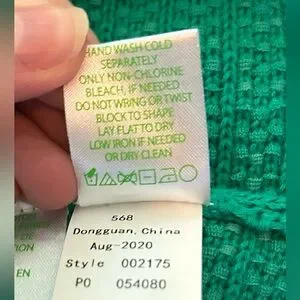 HAND WASH COLD
SEPARATELY
ONLY NON-CHLORINE
BLEACH, IF NEEDED
DO NOT WRING OR TWIST
BLOCK TO SHAPE
LAY FLAT TO DRY
LOW IRON IF NEEDED
OR DRY CLEAN
568
Dongguan, China
Aug-2020
Style 002175
PO 054080
EN